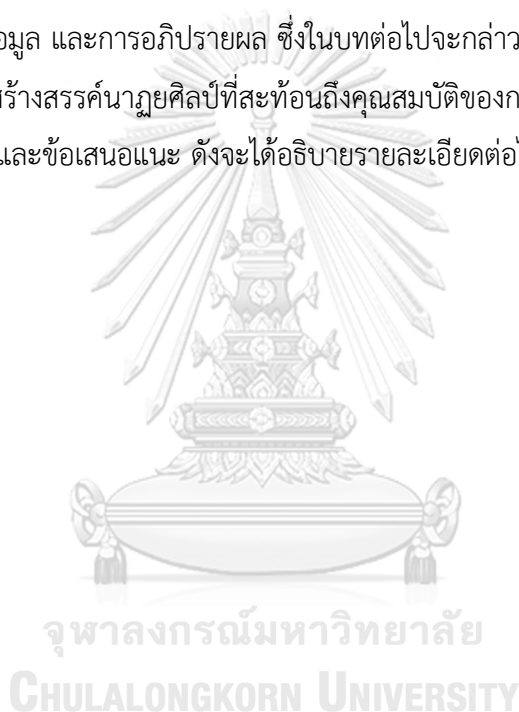 อมูล และการอภิปรายผล ซึ่งในบทต่อไปจะกล่าว
สร้างสรรค์นาฏยศิลป์ที่สะท้อนถึงคุณสมบัติของก
และข้อเสนอแนะ ดังจะได้อธิบายรายละเอียดต่อไ
จุฬาลงกรณ์มหาวิทยาลัย
CHULALONGKORN UNIVERSITY